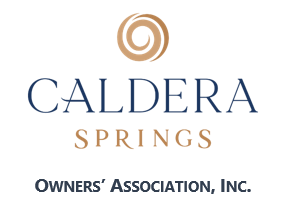 CALDERA
SPRINGS
OWNERS' ASSOCIATION, INC.